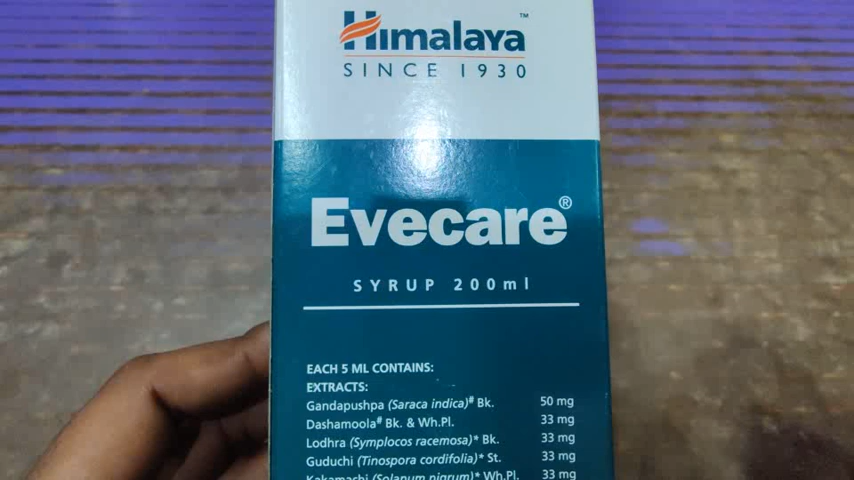 Himalaya™
SINCE 1930
Evecare®
SYRUP 200ml
EACH 5 ML CONTAINS:
EXTRACTS:
Gandapushpa (Saraca indica)# Bk. 50 mg
Dashamoola# Bk. & Wh.Pl. 33 mg
Lodhra (Symplocos racemosa)* Bk. 33 mg
Guduchi (Tinospora cordifolia)* St. 33 mg
Kakamachi (Solanum nigrum)* Wh.Pl. 33 mg